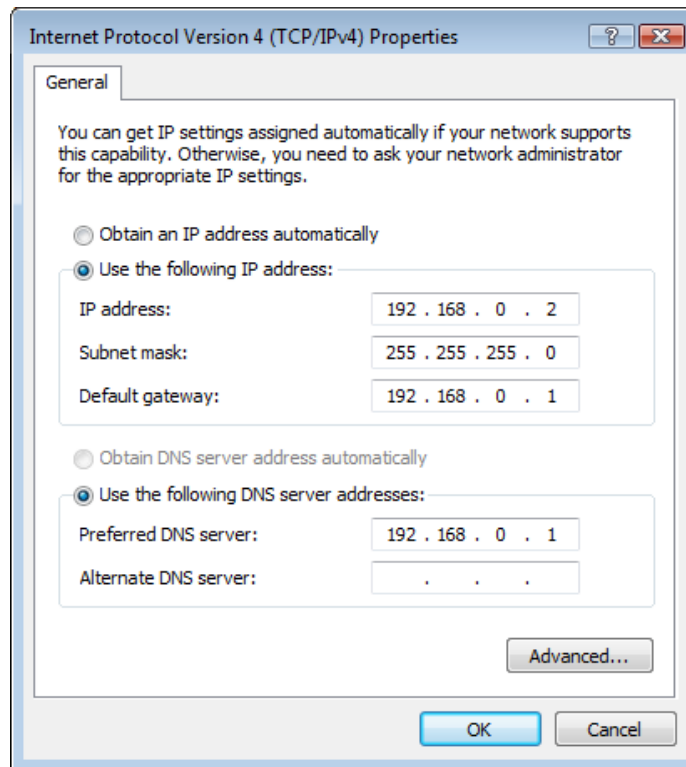 Internet Protocol Version 4 (TCP/IPv4) Properties
General
You can get IP settings assigned automatically if your network supports
this capability. Otherwise, you need to ask your network administrator
for the appropriate IP settings.
Obtain an IP address automatically
Use the following IP address:
IP address: 192 . 168 . 0 . 2
Subnet mask: 255 . 255 . 255 . 0
Default gateway: 192 . 168 . 0 . 1
Obtain DNS server address automatically
Use the following DNS server addresses:
Preferred DNS server: 192 . 168 . 0 . 1
Alternate DNS server: . . .
Advanced...
OK Cancel